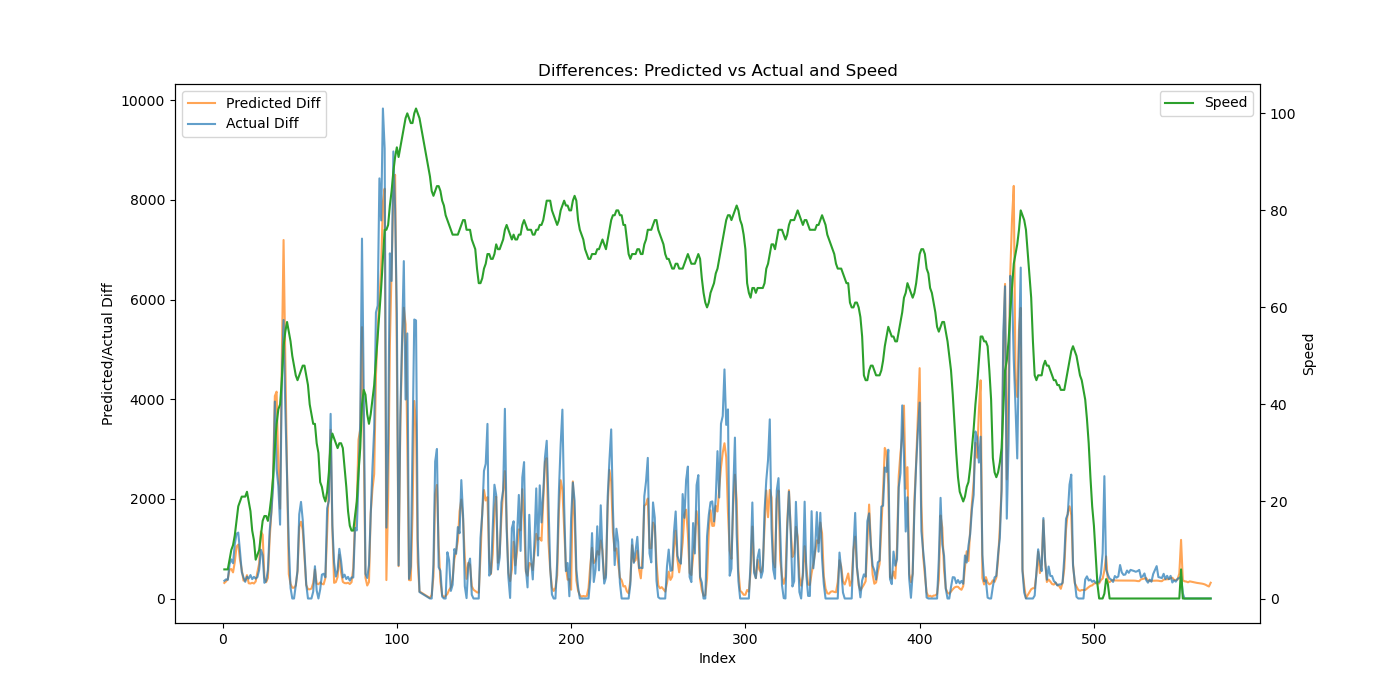 Differences: Predicted vs Actual and Speed
Predicted Diff
Actual Diff
Speed
10000
8000
6000
4000
2000
0
Predicted/Actual Diff
100
80
60
40
20
0
Speed
0 100 200 300 400 500
Index